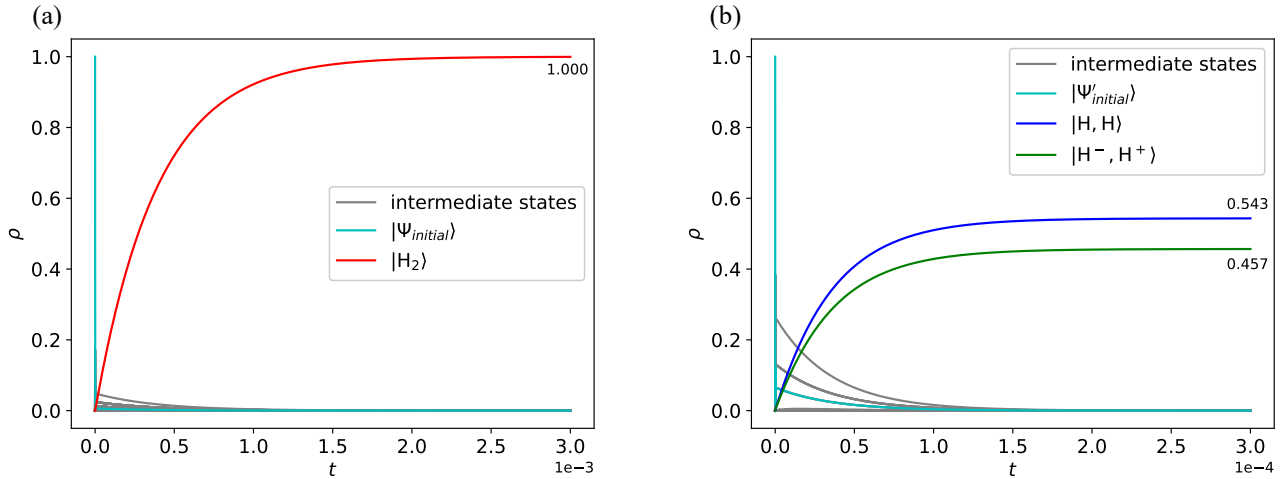 (a)
1.0
0.8
0.6
0.4
0.2
0.0
ρ
1.000
intermediate states
|Ψ_initial⟩
|H₂⟩
0.0 0.5 1.0 1.5 2.0 2.5 3.0
t
1e−3
(b)
1.0
0.8
0.6
0.4
0.2
0.0
ρ
intermediate states
|Ψ′_initial⟩
|H, H⟩
|H⁻, H⁺⟩
0.543
0.457
0.0 0.5 1.0 1.5 2.0 2.5 3.0
t
1e−4